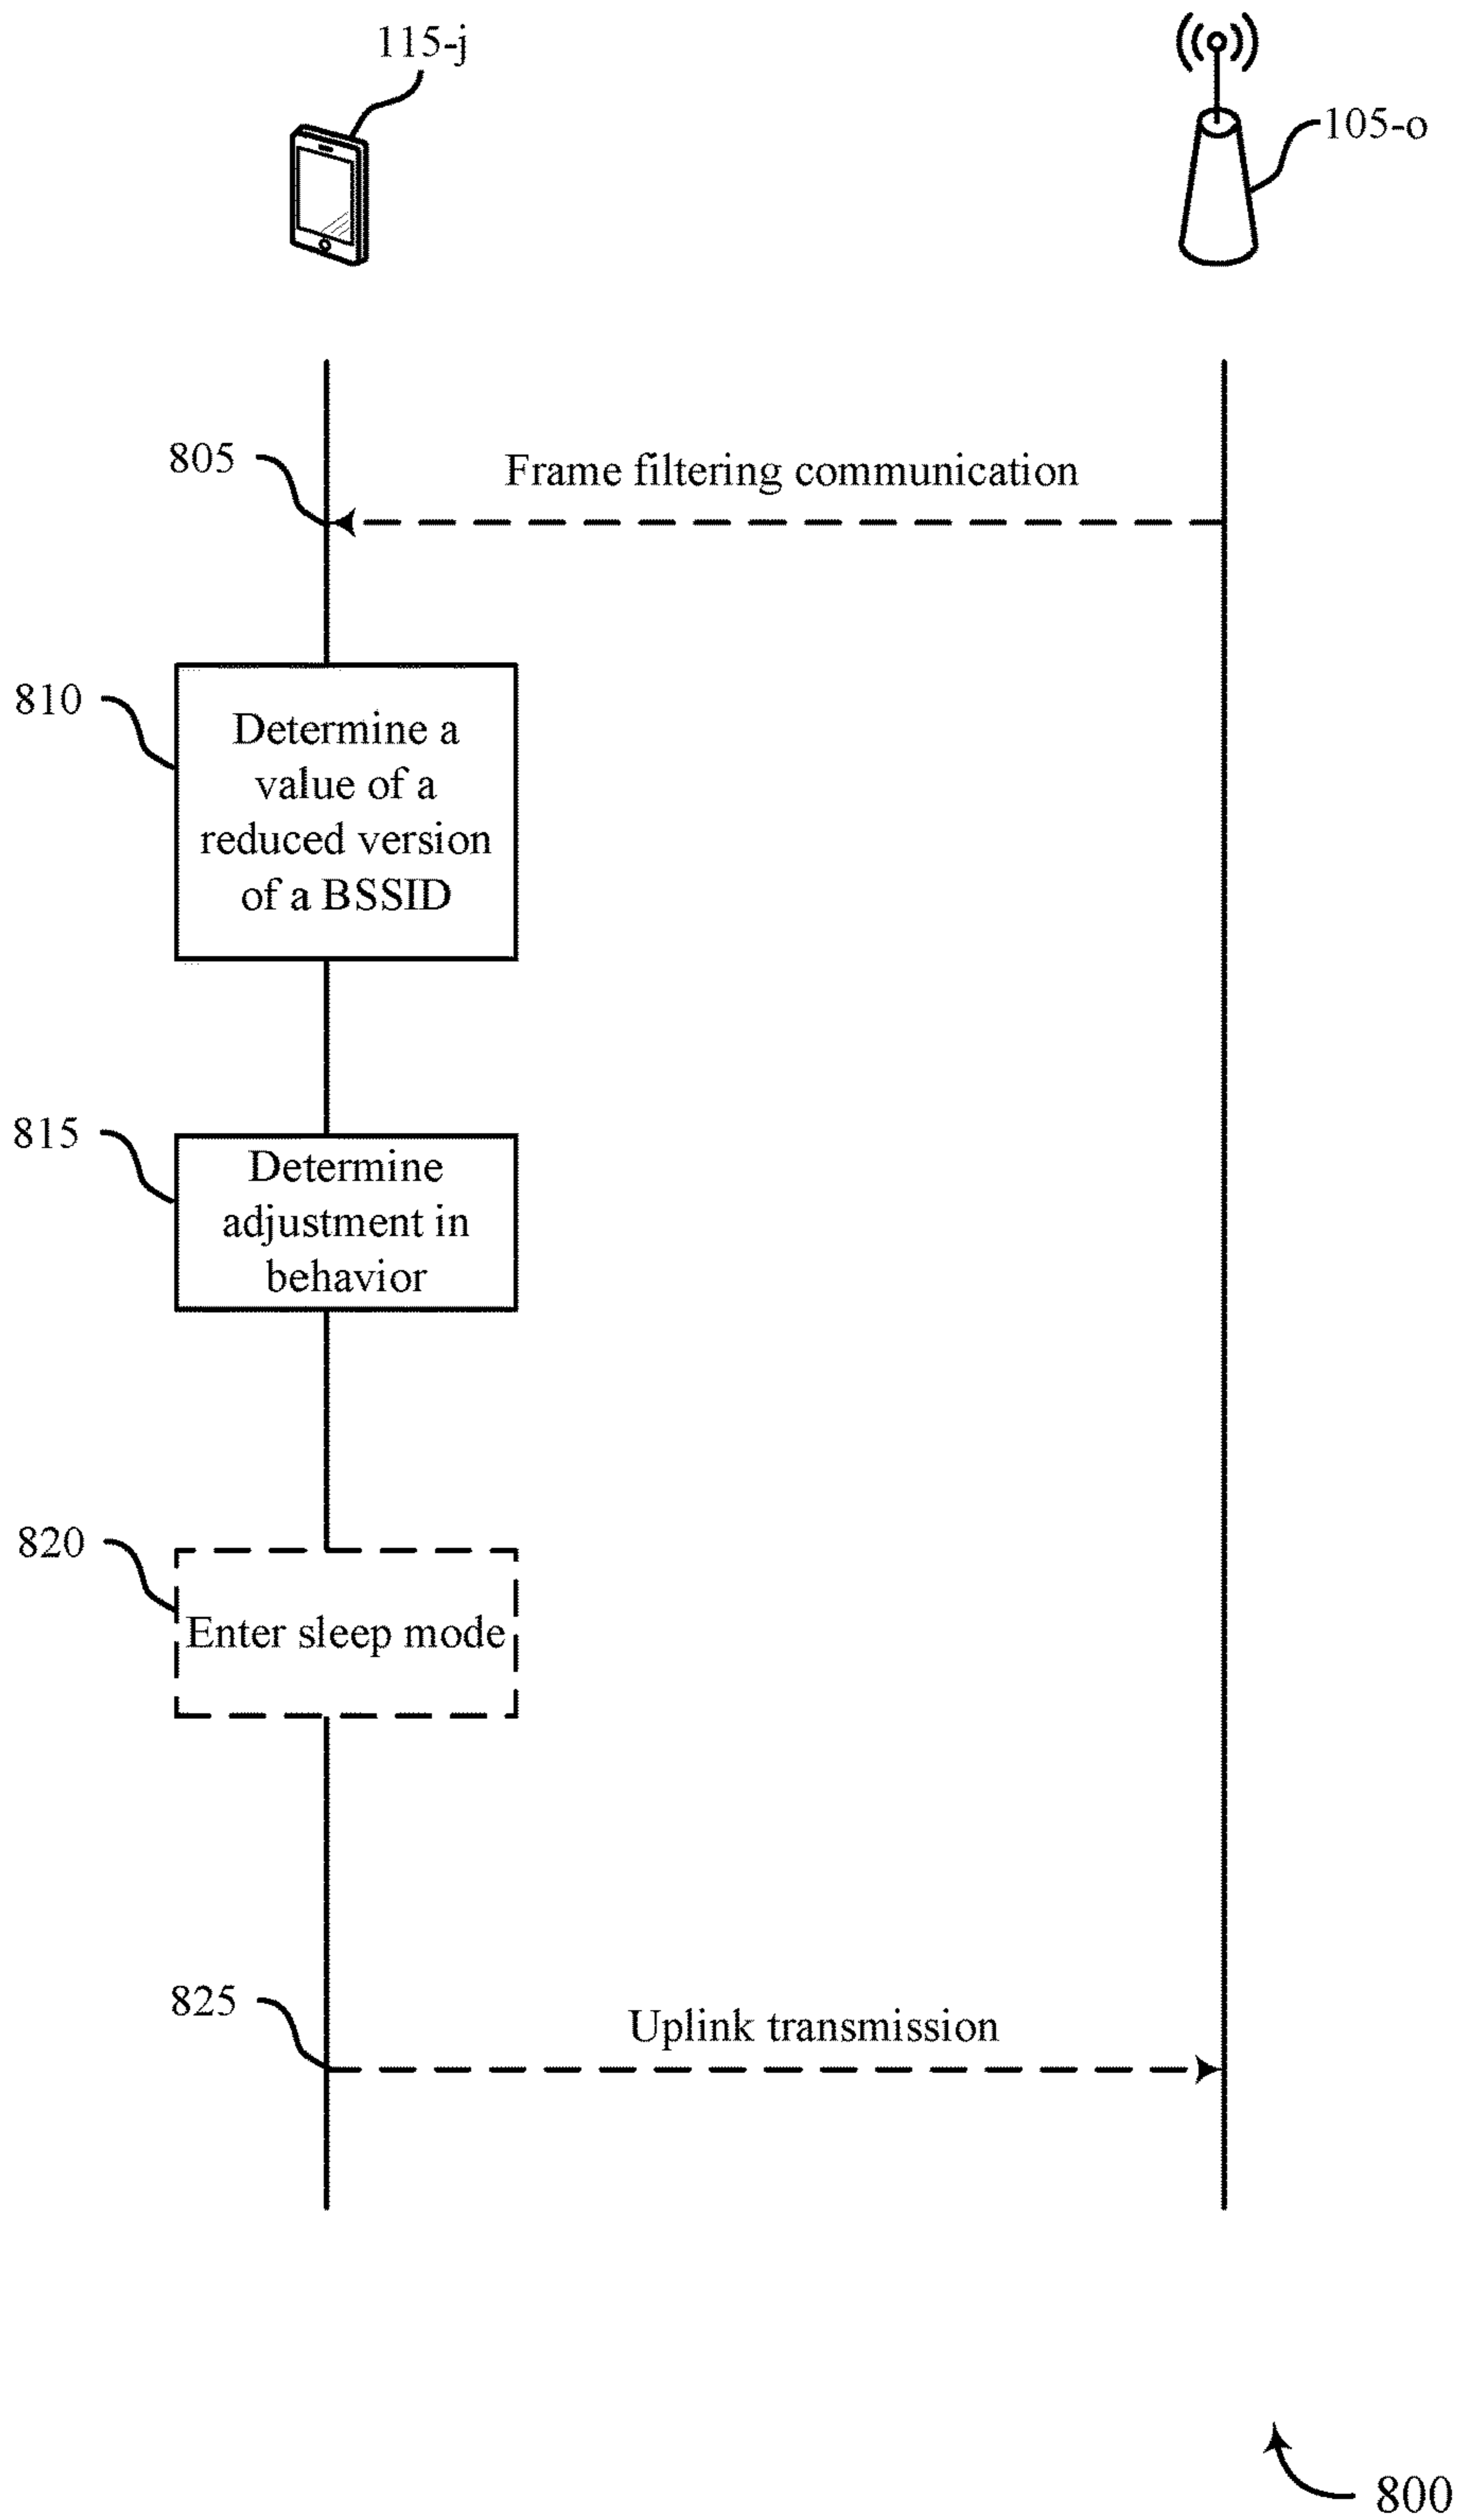 115-j
105-o
805
Frame filtering communication
810
Determine a
value of a
reduced version
of a BSSID
815
Determine
adjustment in
behavior
820
Enter sleep mode
825
Uplink transmission
800